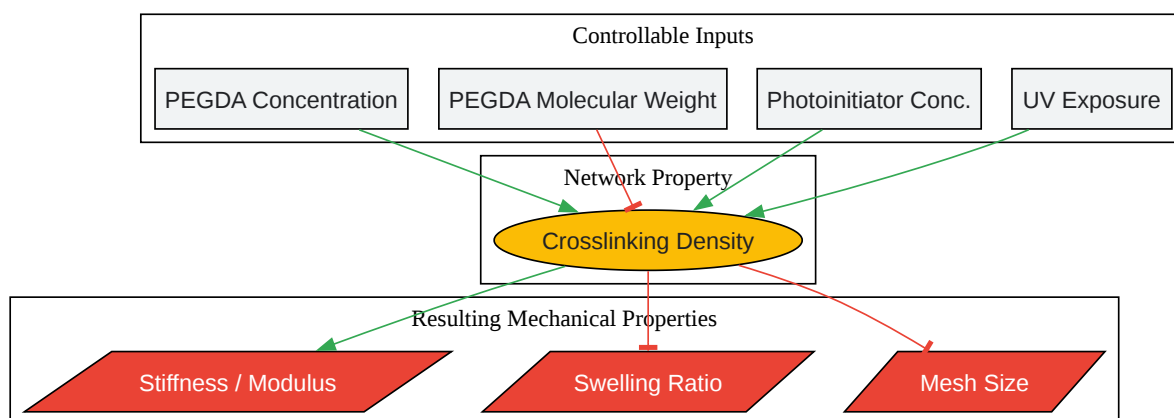 Controllable Inputs
PEGDA Concentration
PEGDA Molecular Weight
Photoinitiator Conc.
UV Exposure
Network Property
Crosslinking Density
Resulting Mechanical Properties
Stiffness / Modulus
Swelling Ratio
Mesh Size